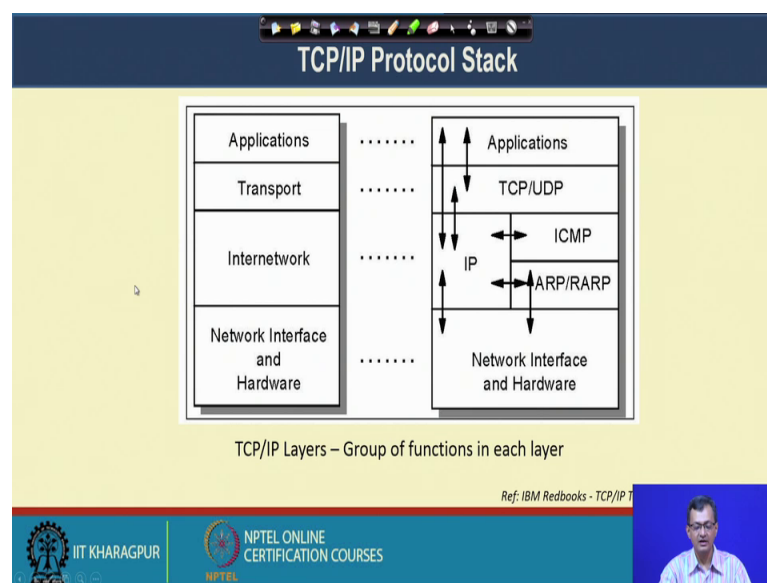 TCP/IP Protocol Stack
Applications ....... Applications
Transport ....... TCP/UDP
Internetwork ....... IP ICMP
ARP/RARP
Network Interface
and
Hardware ....... Network Interface
and Hardware
TCP/IP Layers – Group of functions in each layer
Ref: IBM Redbooks - TCP/IP T
IIT KHARAGPUR
NPTEL ONLINE
CERTIFICATION COURSES
NPTEL